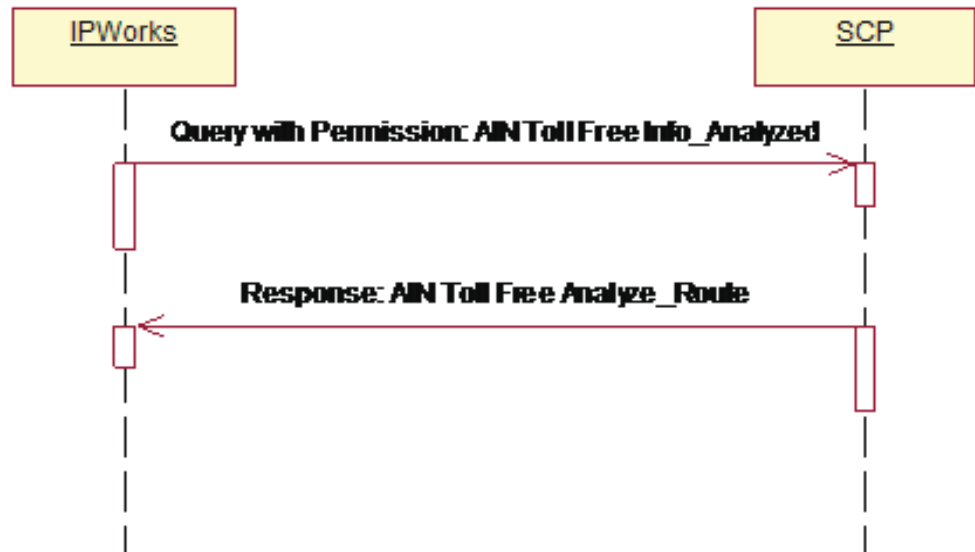 IPWorks
SCP
Query with Permission: AIN Toll Free Info_Analyzed
Response: AIN Toll Free Analyze_Route